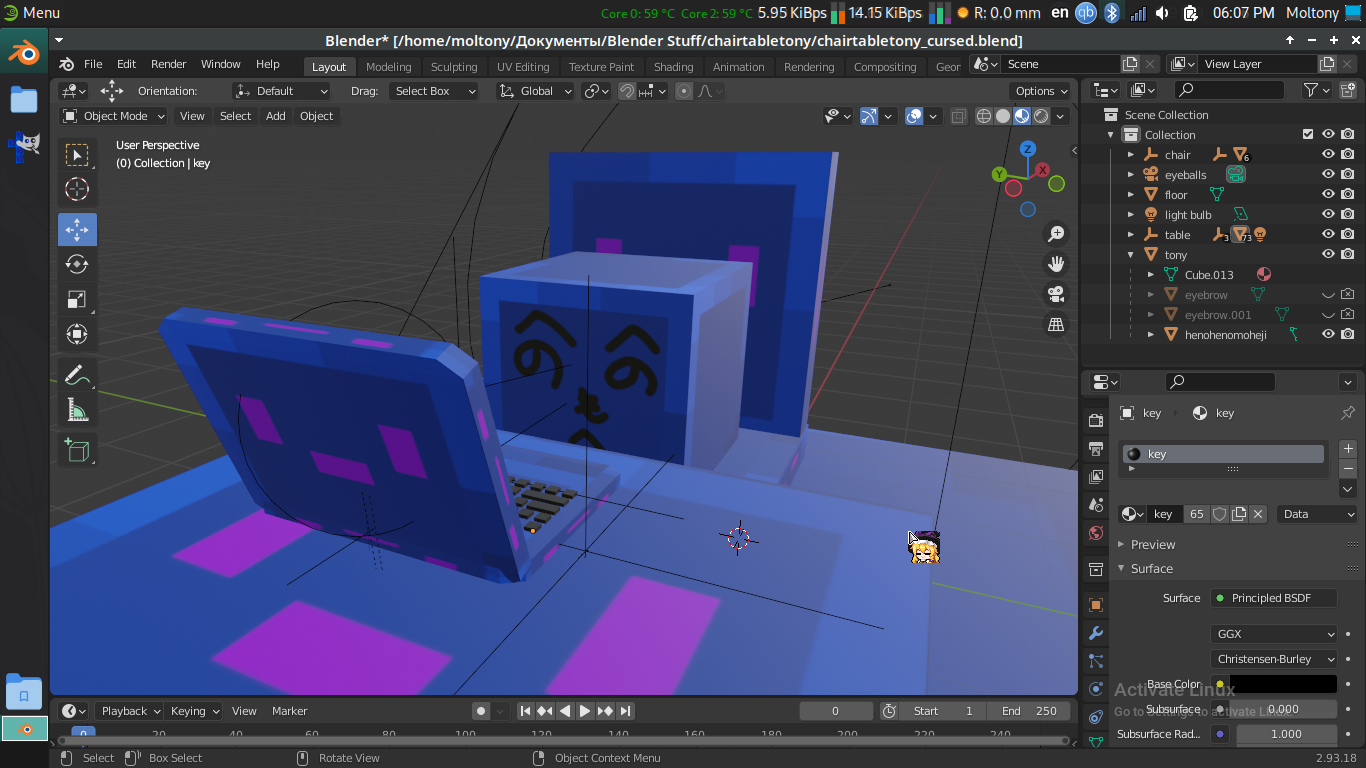 Menu
Core 0: 59 °C Core 2: 59 °C 5.95 KiBps 14.15 KiBps R: 0.0 mm en qb 06:07 PM Moltony
Blender* [/home/moltony/Документы/Blender Stuff/chairtabletony/chairtabletony_cursed.blend]
File Edit Render Window Help Layout Modeling Sculpting UV Editing Texture Paint Shading Animation Rendering Compositing Geor Scene View Layer
Orientation: Default Drag: Select Box Global Options
Object Mode View Select Add Object
User Perspective
(0) Collection | key
Z
X
Y
Scene Collection
Collection
chair 6
eyeballs
floor
light bulb
table 3 73
tony
Cube.013
eyebrow
eyebrow.001
henohenomoheji
key key
key
key 65 Data
Preview
Surface
Surface Principled BSDF
GGX
Christensen-Burley
Base Color
Activate Linux
Subsurface 0.000
Go to Settings to activate Linux.
Subsurface Rad... 1.000
Playback Keying View Marker 0 Start 1 End 250
0 20 40 60 80 100 120 140 160 180 200 220 240
Select Box Select Rotate View Object Context Menu 2.93.18